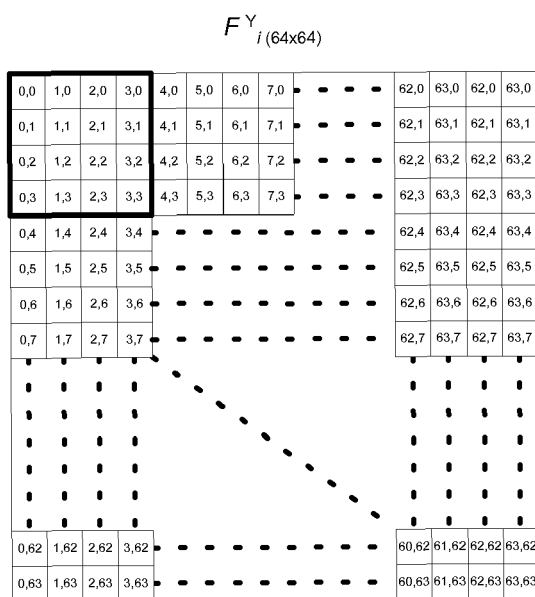 F Y i (64x64)
0,0 1,0 2,0 3,0 4,0 5,0 6,0 7,0 62,0 63,0 62,0 63,0
0,1 1,1 2,1 3,1 4,1 5,1 6,1 7,1 62,1 63,1 62,1 63,1
0,2 1,2 2,2 3,2 4,2 5,2 6,2 7,2 62,2 63,2 62,2 63,2
0,3 1,3 2,3 3,3 4,3 5,3 6,3 7,3 62,3 63,3 62,3 63,3
0,4 1,4 2,4 3,4 62,4 63,4 62,4 63,4
0,5 1,5 2,5 3,5 62,5 63,5 62,5 63,5
0,6 1,6 2,6 3,6 62,6 63,6 62,6 63,6
0,7 1,7 2,7 3,7 62,7 63,7 62,7 63,7
0,62 1,62 2,62 3,62 60,62 61,62 62,62 63,62
0,63 1,63 2,63 3,63 60,63 61,63 62,63 63,63